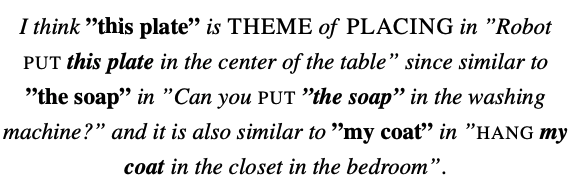 I think ”this plate” is THEME of PLACING in ”Robot
PUT this plate in the center of the table” since similar to
”the soap” in ”Can you PUT ”the soap” in the washing
machine?” and it is also similar to ”my coat” in ”HANG my
coat in the closet in the bedroom”.